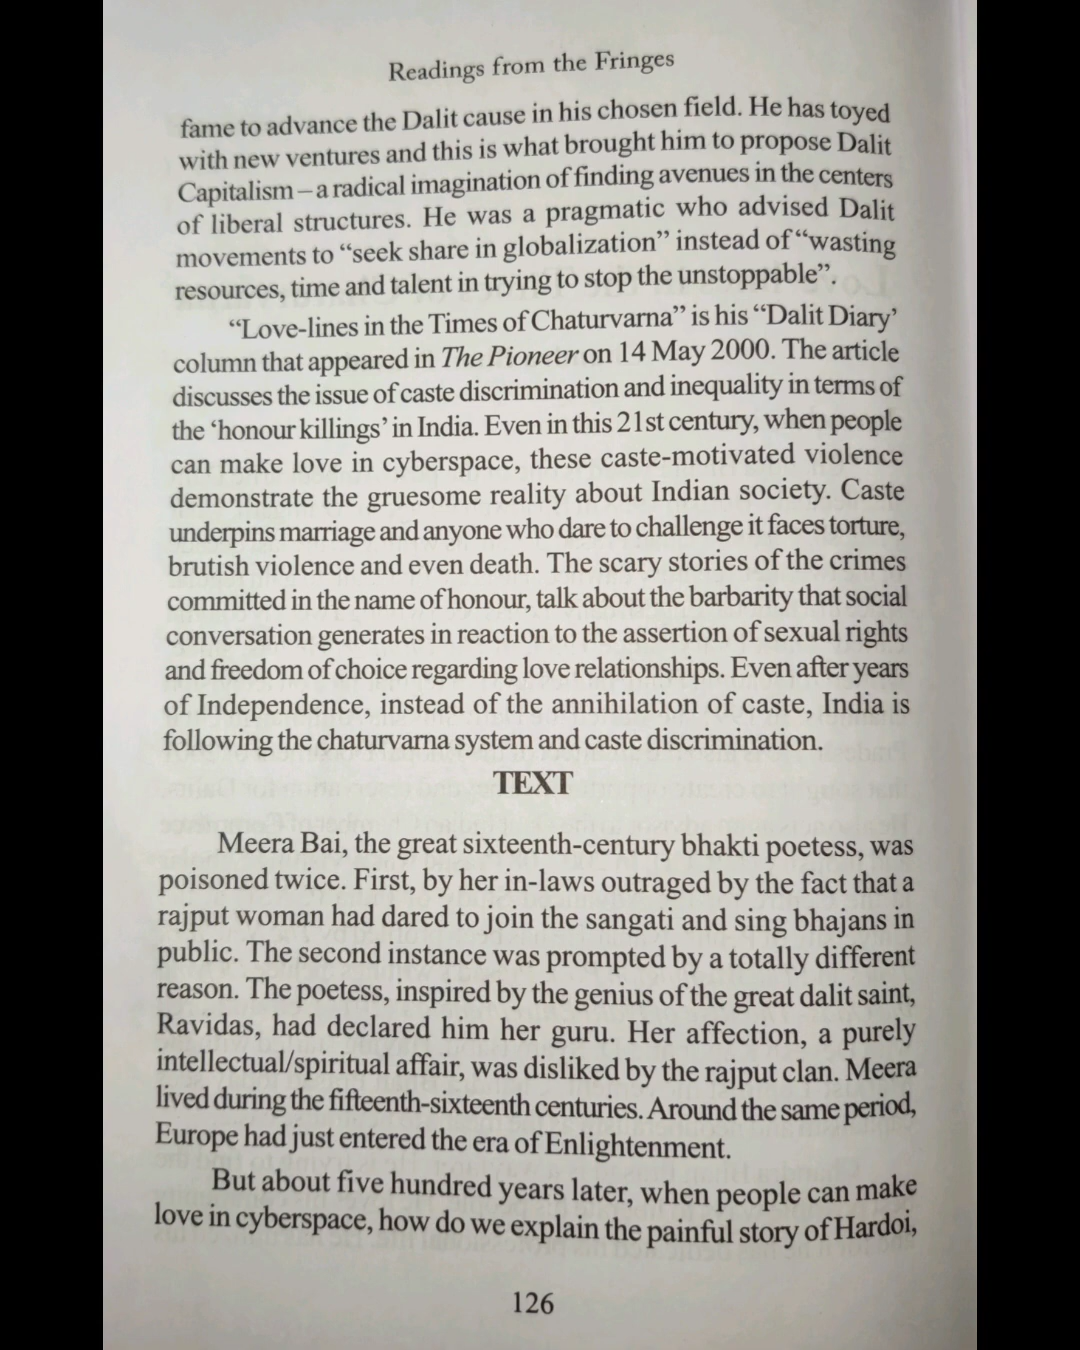 Readings from the Fringes
fame to advance the Dalit cause in his chosen field. He has toyed
with new ventures and this is what brought him to propose Dalit
Capitalism – a radical imagination of finding avenues in the centers
of liberal structures. He was a pragmatic who advised Dalit
movements to “seek share in globalization” instead of “wasting
resources, time and talent in trying to stop the unstoppable”.
“Love-lines in the Times of Chaturvarna” is his “Dalit Diary’
column that appeared in The Pioneer on 14 May 2000. The article
discusses the issue of caste discrimination and inequality in terms of
the ‘honour killings’ in India. Even in this 21st century, when people
can make love in cyberspace, these caste-motivated violence
demonstrate the gruesome reality about Indian society. Caste
underpins marriage and anyone who dare to challenge it faces torture,
brutish violence and even death. The scary stories of the crimes
committed in the name of honour, talk about the barbarity that social
conversation generates in reaction to the assertion of sexual rights
and freedom of choice regarding love relationships. Even after years
of Independence, instead of the annihilation of caste, India is
following the chaturvarna system and caste discrimination.
TEXT
Meera Bai, the great sixteenth-century bhakti poetess, was
poisoned twice. First, by her in-laws outraged by the fact that a
rajput woman had dared to join the sangati and sing bhajans in
public. The second instance was prompted by a totally different
reason. The poetess, inspired by the genius of the great dalit saint,
Ravidas, had declared him her guru. Her affection, a purely
intellectual/spiritual affair, was disliked by the rajput clan. Meera
lived during the fifteenth-sixteenth centuries. Around the same period,
Europe had just entered the era of Enlightenment.
But about five hundred years later, when people can make
love in cyberspace, how do we explain the painful story of Hardoi,
126